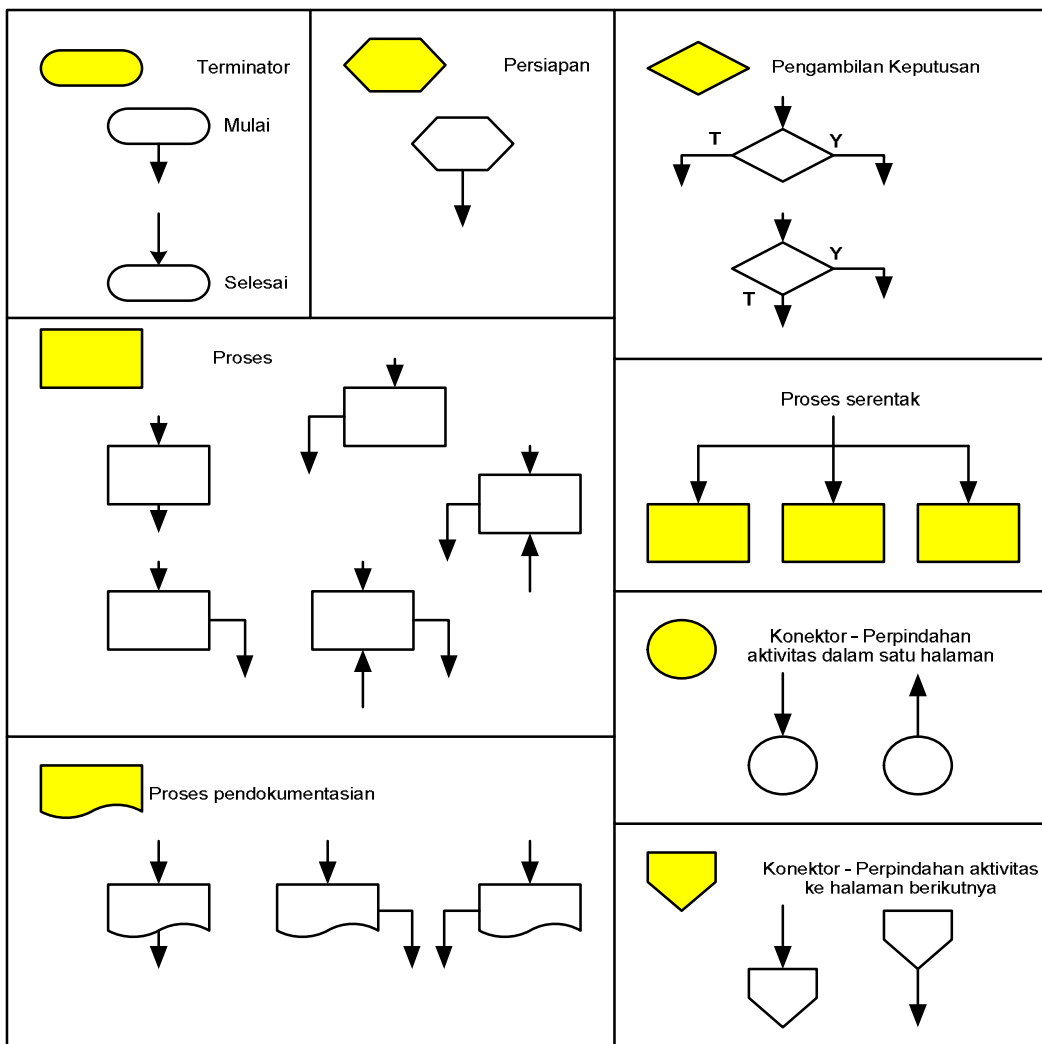 Terminator
Mulai
Selesai
Persiapan
Pengambilan Keputusan
T
Y
Y
T
Proses
Proses serentak
Konektor - Perpindahan
aktivitas dalam satu halaman
Proses pendokumentasian
Konektor - Perpindahan aktivitas
ke halaman berikutnya